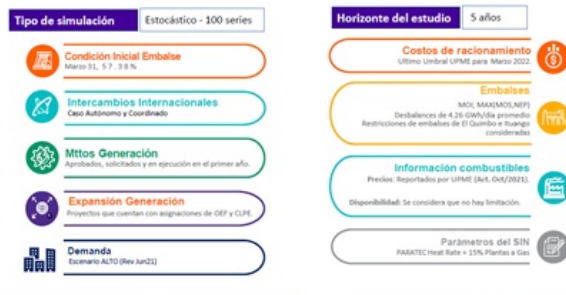 Tipo de simulación
Estocástico - 100 series
Condición Inicial Embalse
Marzo 31, 57.38%
Intercambios Internacionales
Caso Autónomo y Coordinado
Mttos Generación
Aprobados, solicitados y en ejecución en el primer año.
Expansión Generación
Proyectos que cuentan con asignaciones de OEF y CLPE.
Demanda
Escenario ALTO (Rev Jun21)
Horizonte del estudio
5 años
Costos de racionamiento
Ultimo Umbral UPME para Marzo 2022.
Embalses
MOI, MAX(MOS,NEP)
Desbalances de 4.26 GWh/día promedio
Restricciones de embalses de El Quimbo e Ituango
consideradas
Información combustibles
Precios: Reportados por UPME (Act. Oct/2021).
Disponibilidad: Se considera que no hay limitación.
Parámetros del SIN
PARATEC Heat Rate + 15% Plantas a Gas